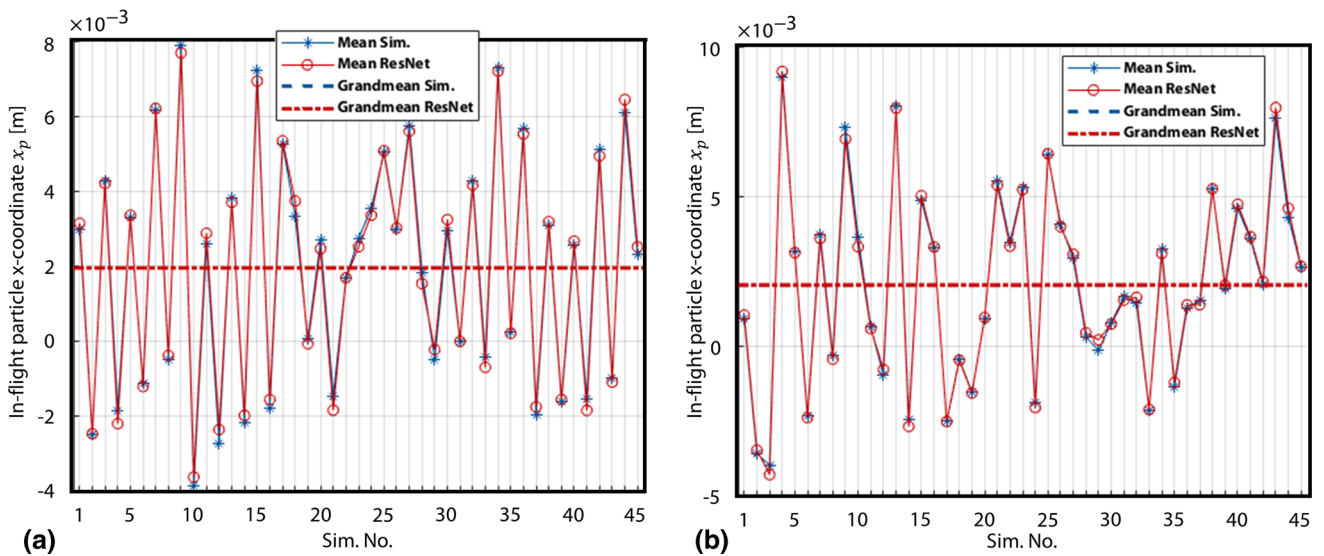 ×10−3
8
6
4
2
0
-2
-4
In-flight particle x-coordinate xp [m]
Mean Sim.
Mean ResNet
Grandmean Sim.
Grandmean ResNet
1 5 10 15 20 25 30 35 40 45
Sim. No.
(a)
×10−3
10
5
0
-5
In-flight particle x-coordinate xp [m]
Mean Sim.
Mean ResNet
Grandmean Sim.
Grandmean ResNet
1 5 10 15 20 25 30 35 40 45
Sim. No.
(b)